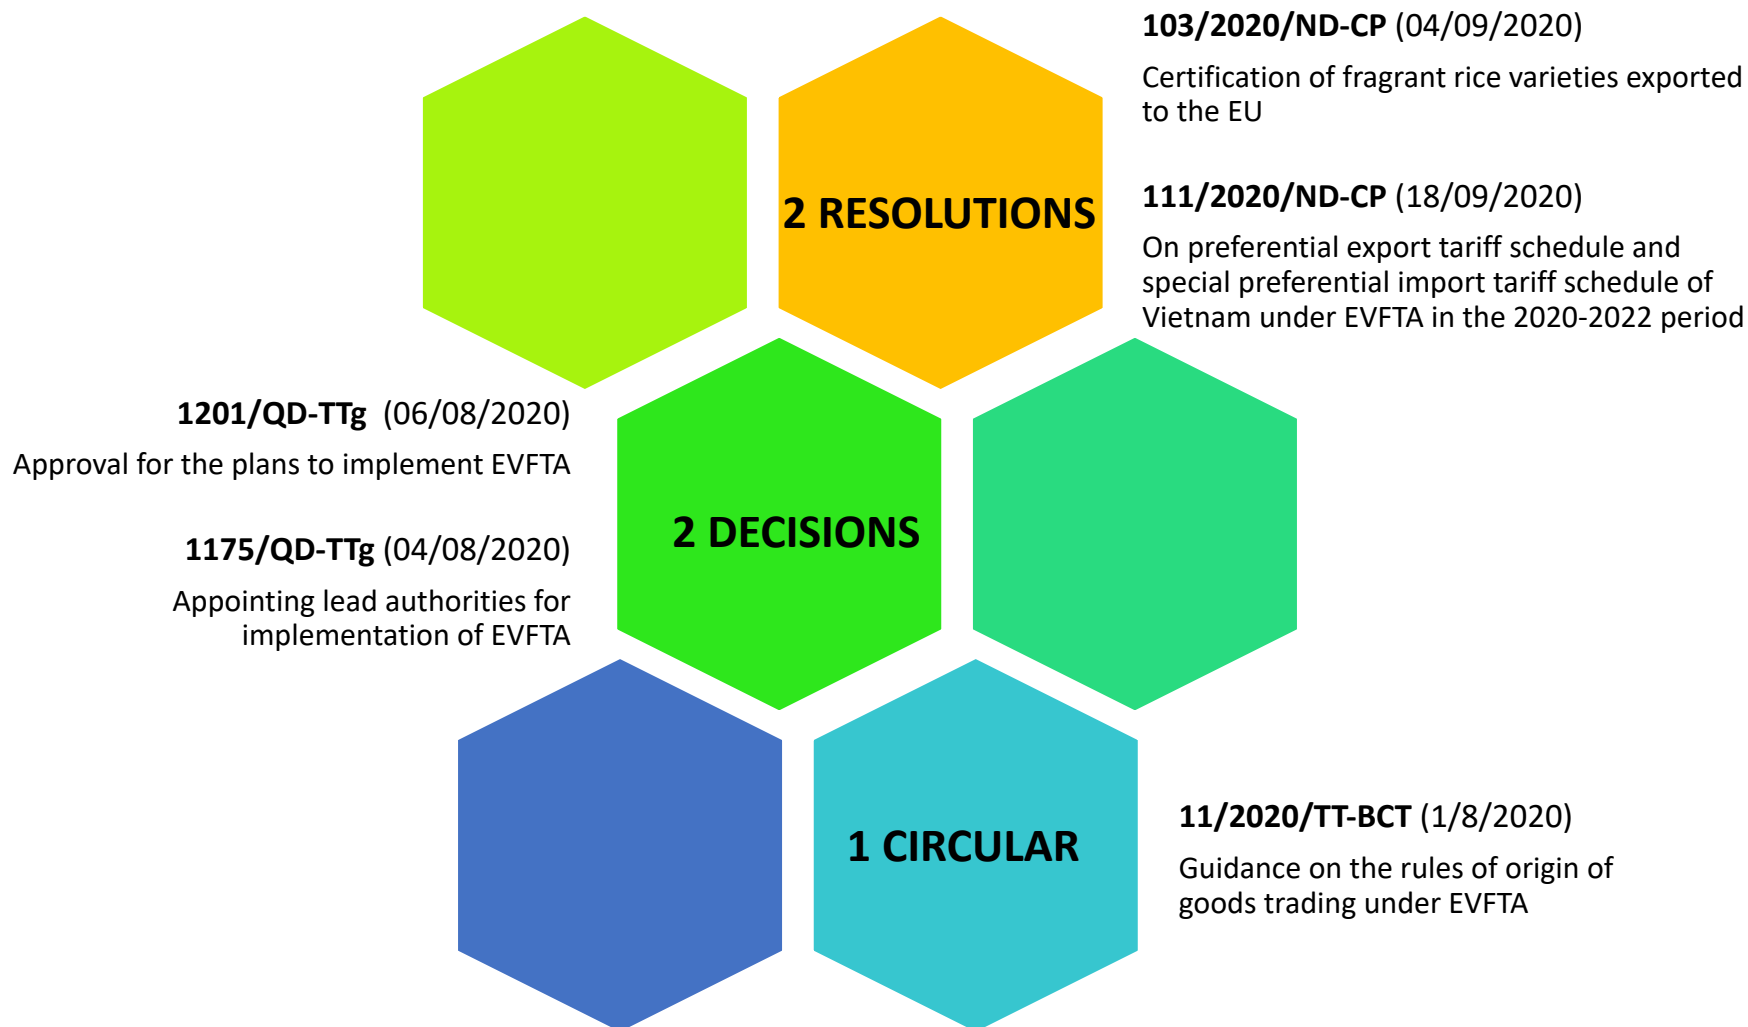 103/2020/ND-CP (04/09/2020)
Certification of fragrant rice varieties exported
to the EU
2 RESOLUTIONS
111/2020/ND-CP (18/09/2020)
On preferential export tariff schedule and
special preferential import tariff schedule of
Vietnam under EVFTA in the 2020-2022 period
1201/QD-TTg (06/08/2020)
Approval for the plans to implement EVFTA
1175/QD-TTg (04/08/2020)
Appointing lead authorities for
implementation of EVFTA
2 DECISIONS
1 CIRCULAR
11/2020/TT-BCT (1/8/2020)
Guidance on the rules of origin of
goods trading under EVFTA